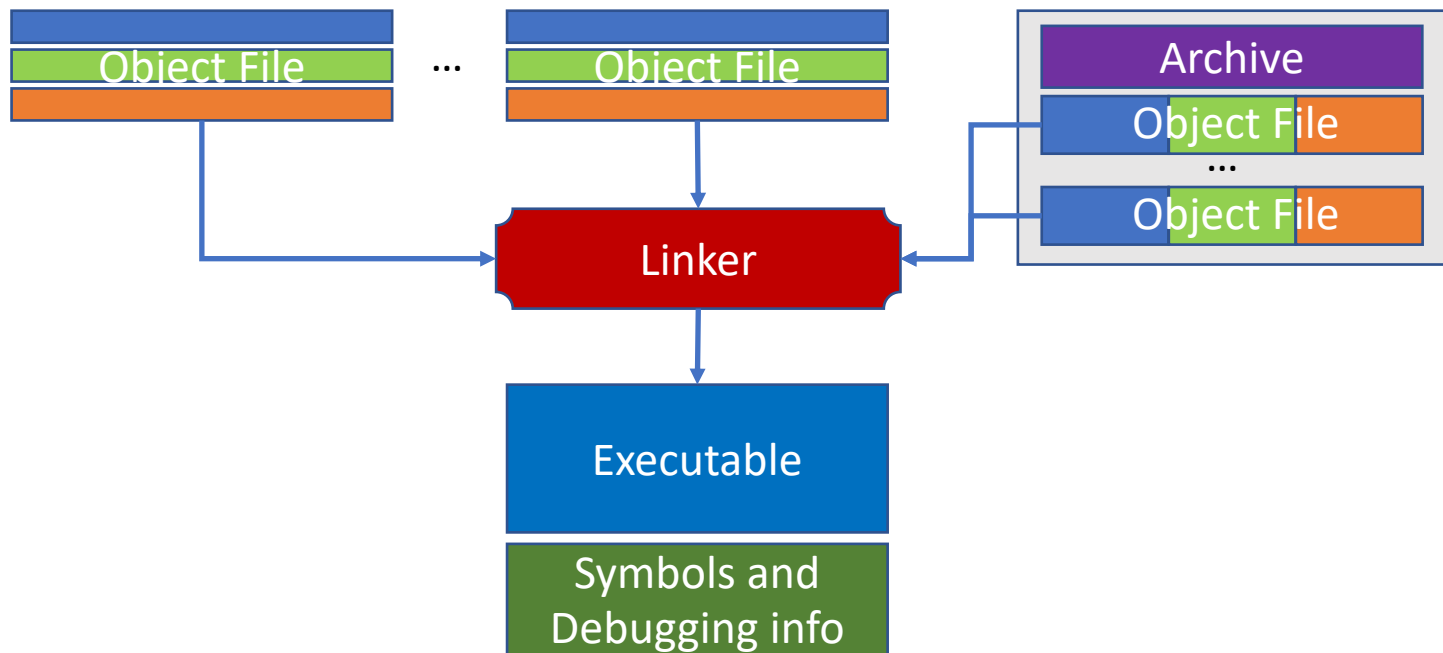 Object File
...
Object File
Archive
Object File
...
Object File
Linker
Executable
Symbols and
Debugging info